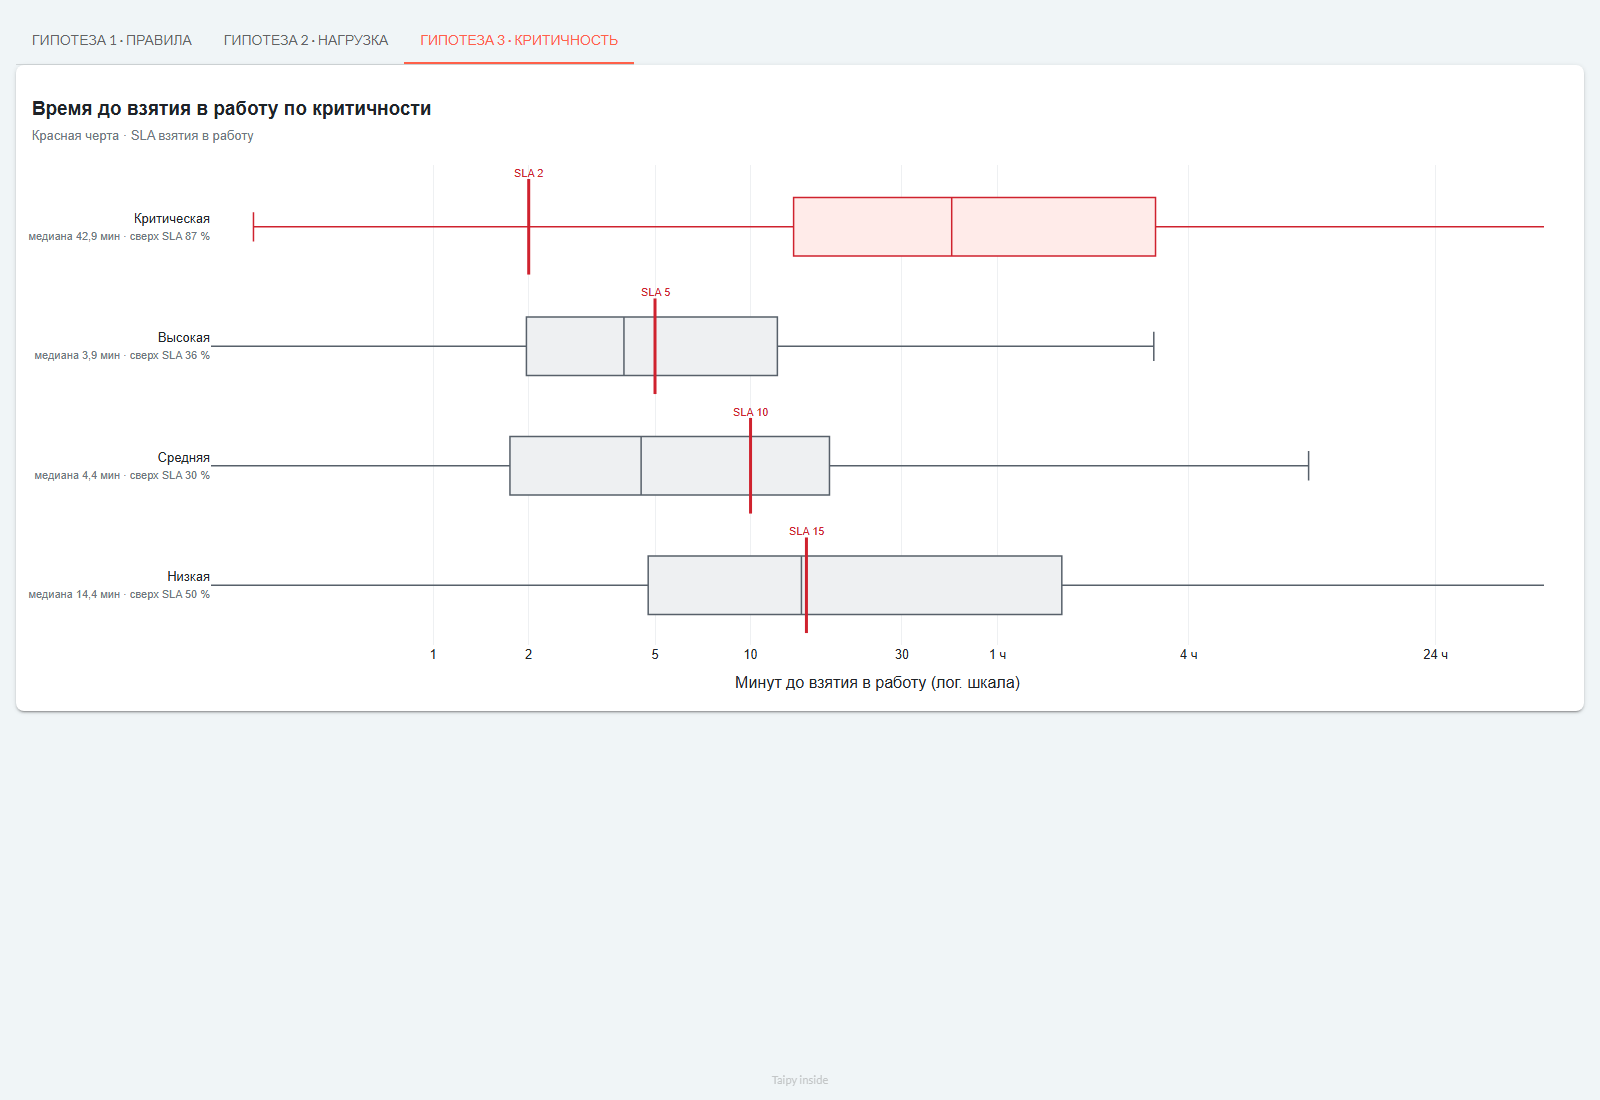 ГИПОТЕЗА 1 · ПРАВИЛА
ГИПОТЕЗА 2 · НАГРУЗКА
ГИПОТЕЗА 3 · КРИТИЧНОСТЬ
Время до взятия в работу по критичности
Красная черта · SLA взятия в работу
SLA 2
Критическая
медиана 42,9 мин · сверх SLA 87 %
SLA 5
Высокая
медиана 3,9 мин · сверх SLA 36 %
SLA 10
Средняя
медиана 4,4 мин · сверх SLA 30 %
SLA 15
Низкая
медиана 14,4 мин · сверх SLA 50 %
1 2 5 10 30 1 ч 4 ч 24 ч
Минут до взятия в работу (лог. шкала)
Taipy inside